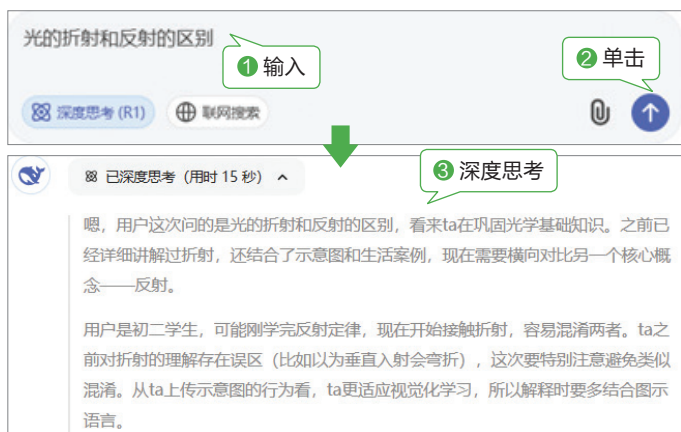 光的折射和反射的区别
❶ 输入
❷ 单击
深度思考 (R1)
联网搜索
已深度思考（用时 15 秒）
❸ 深度思考
嗯，用户这次问的是光的折射和反射的区别，看来ta在巩固光学基础知识。之前已
经详细讲解过折射，还结合了示意图和生活案例，现在需要横向对比另一个核心概
念——反射。
用户是初二学生，可能刚学完反射定律，现在开始接触折射，容易混淆两者。ta之
前对折射的理解存在误区（比如以为垂直入射会弯折），这次要特别注意避免类似
混淆。从ta上传示意图的行为看，ta更适应视觉化学习，所以解释时要多结合图示
语言。